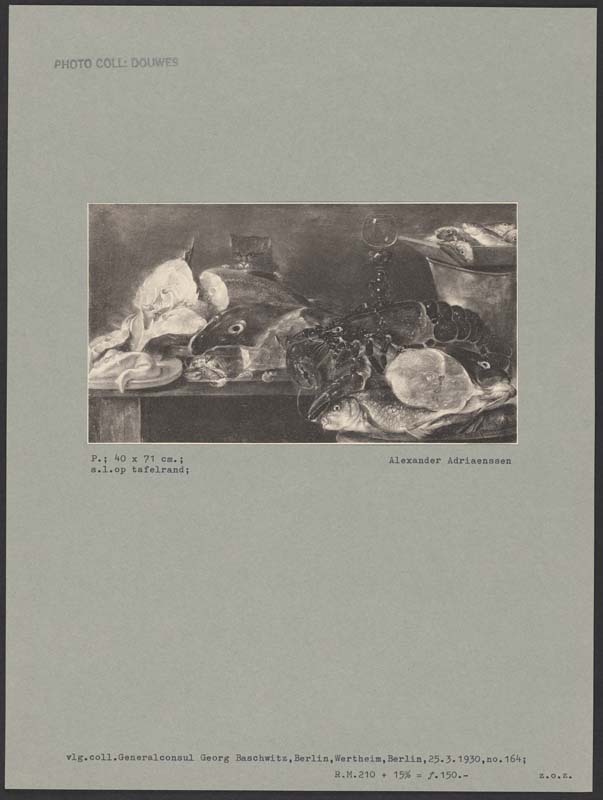 PHOTO COLL: DOUWES
P.; 40 x 71 cm.;
s.l.op tafelrand;
Alexander Adriaenssen
vlg.coll.Generalconsul Georg Baschwitz,Berlin,Wertheim,Berlin,25.3.1930,no.164;
R.M.210 + 15% = f.150.-
z.o.z.